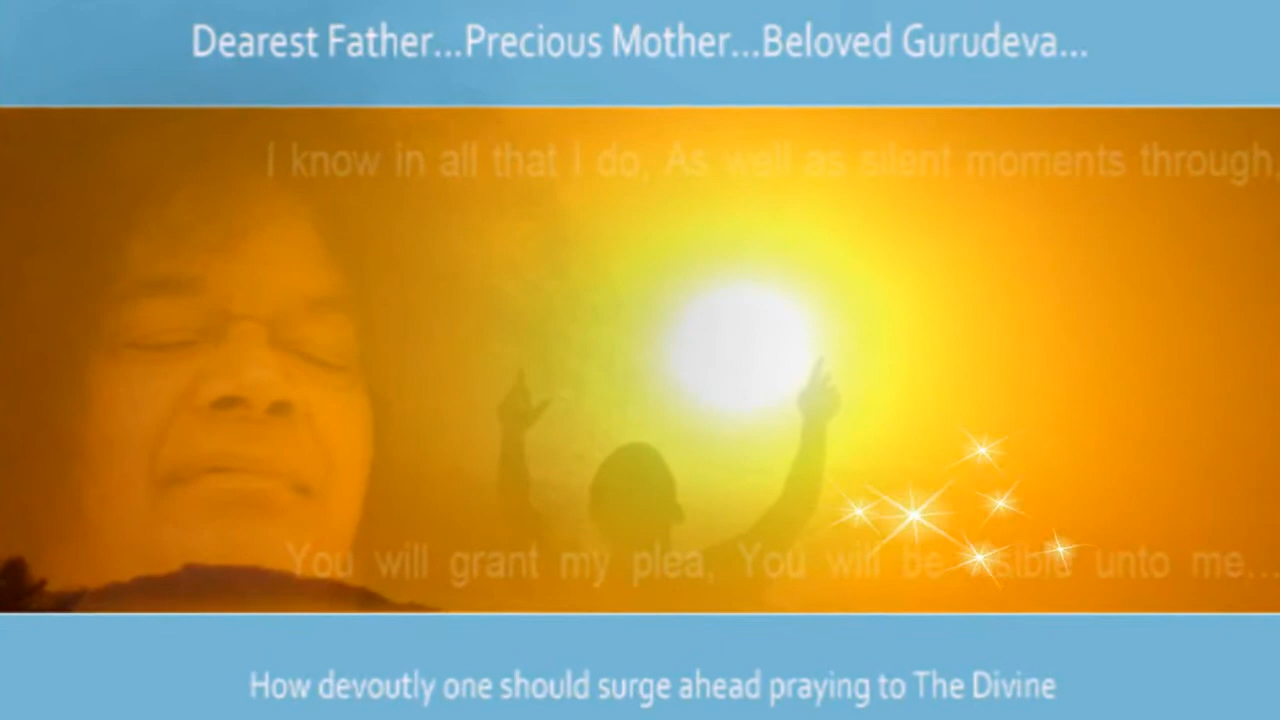 Dearest Father...Precious Mother...Beloved Gurudeva...
I know in all that I do, As well as silent moments through,
You will grant my plea, You will be visible unto me...
How devoutly one should surge ahead praying to The Divine